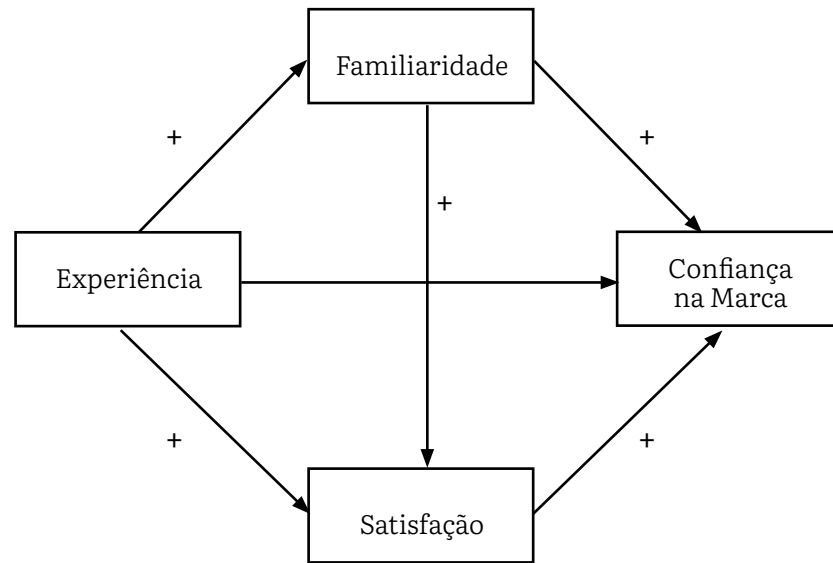 Familiaridade
+
+
+
Experiência
Confiança
na Marca
+
+
Satisfação